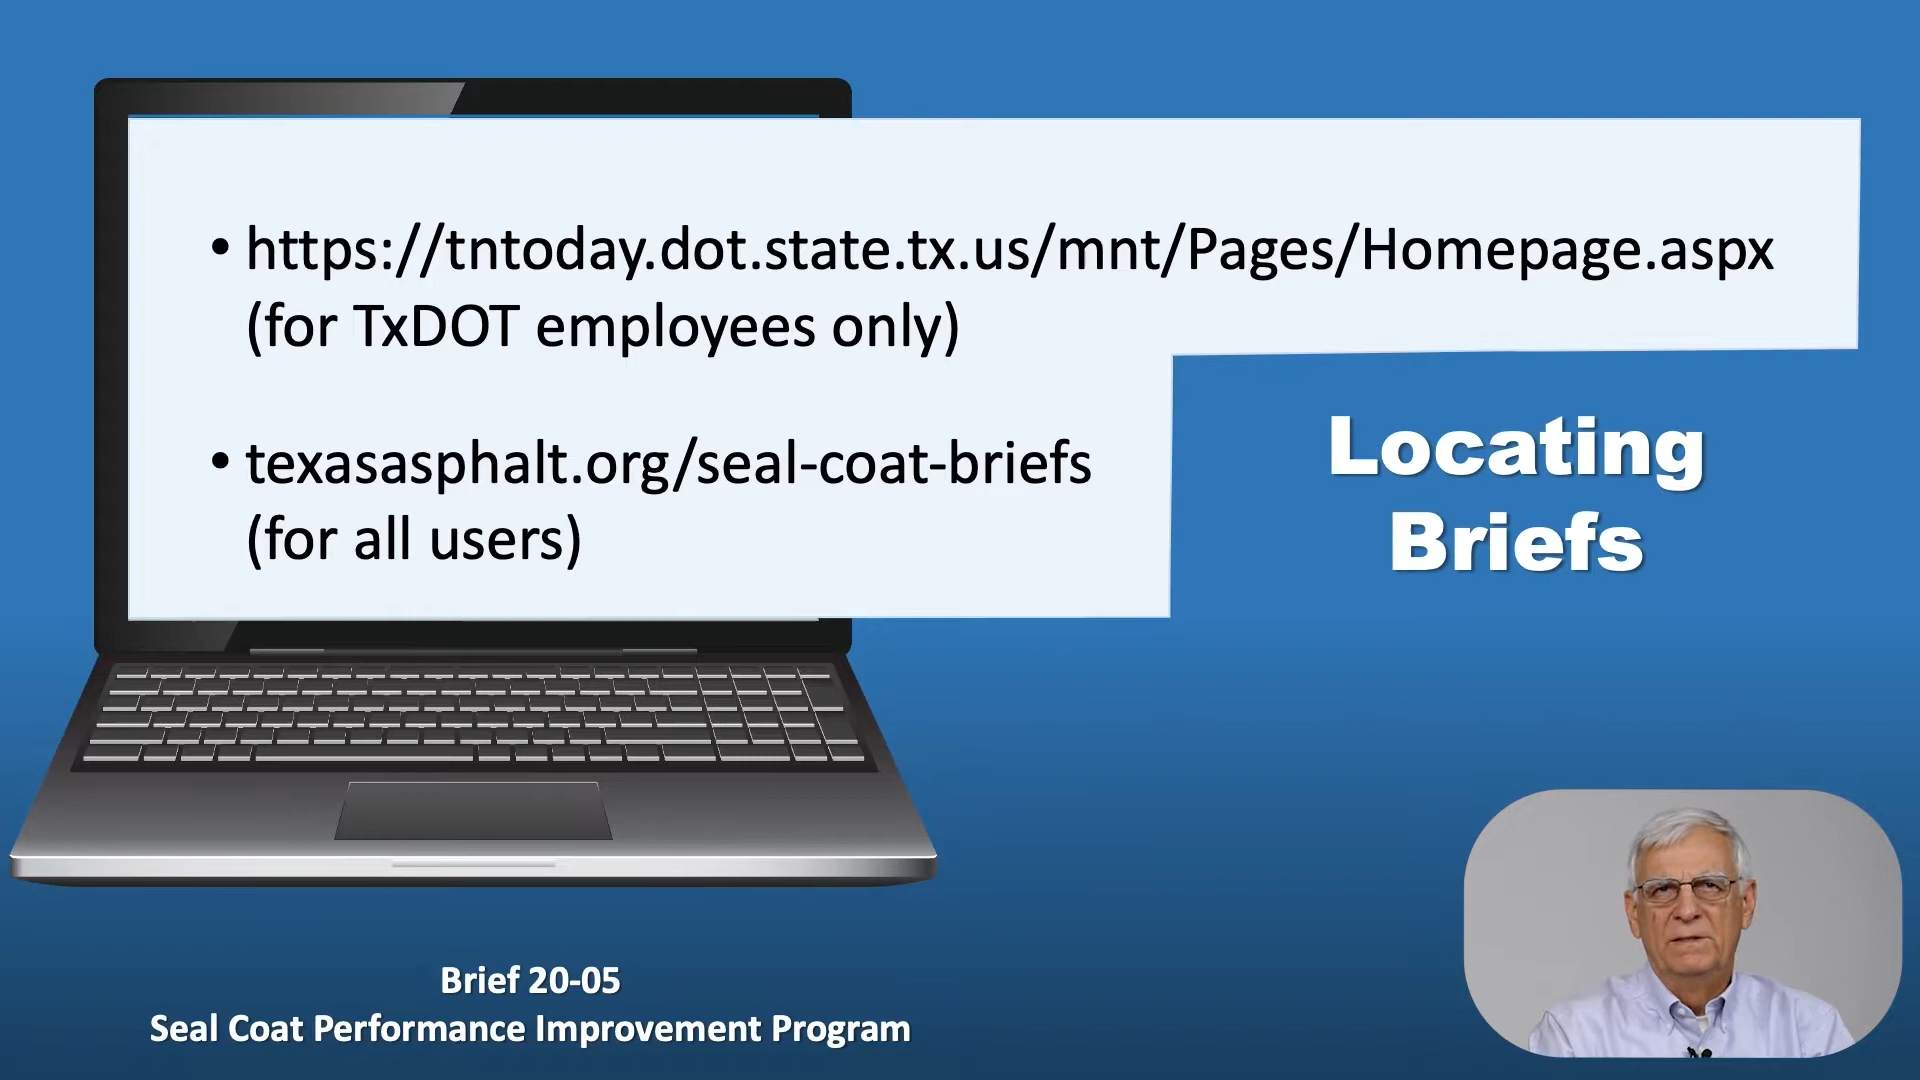 • https://tntoday.dot.state.tx.us/mnt/Pages/Homepage.aspx
(for TxDOT employees only)
• texasasphalt.org/seal-coat-briefs
(for all users)
Locating
Briefs
Brief 20-05
Seal Coat Performance Improvement Program